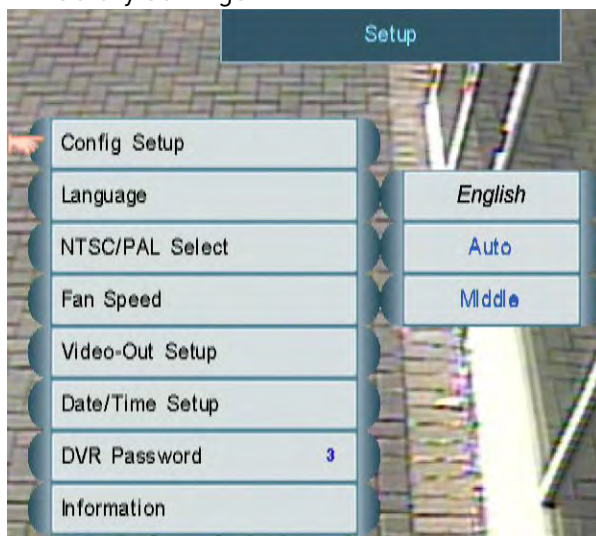 Setup
Config Setup
Language English
NTSC/PAL Select Auto
Fan Speed Middle
Video-Out Setup
Date/Time Setup
DVR Password 3
Information